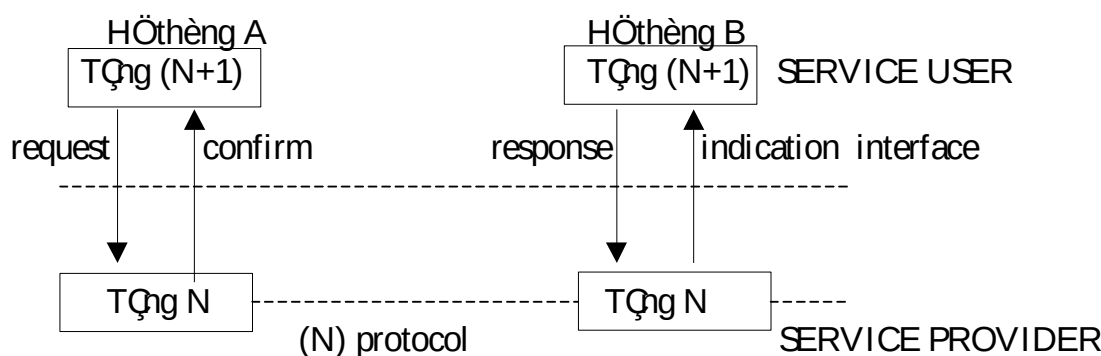 HÖthèng A HÖthèng B
TÇng (N+1) TÇng (N+1) SERVICE USER
request confirm response indication interface
TÇng N TÇng N
(N) protocol SERVICE PROVIDER